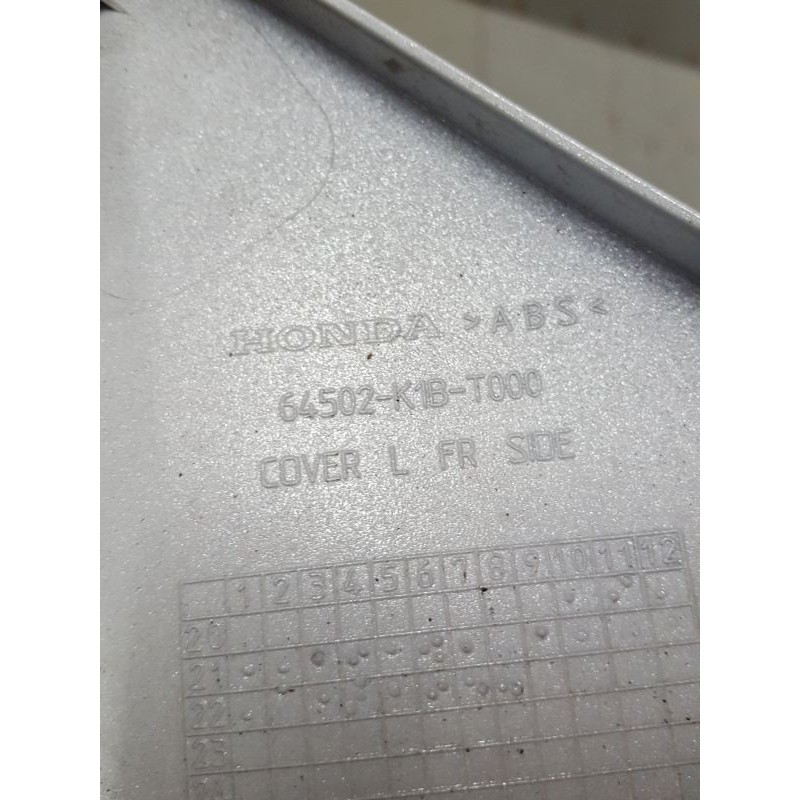 HONDA >ABS<
64502-K1B-T000
COVER L FR SIDE
1 2 3 4 5 6 7 8 9 10 11 12
20
21
22
23